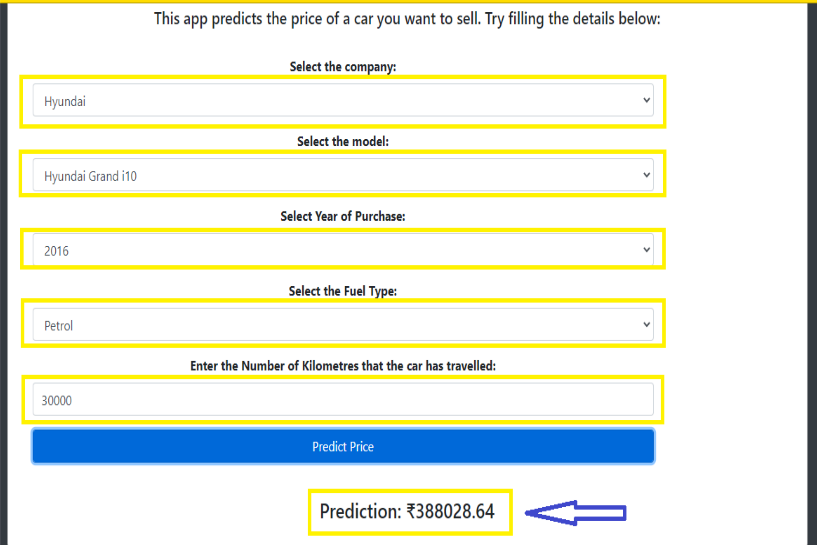 This app predicts the price of a car you want to sell. Try filling the details below:
Select the company:
Hyundai
Select the model:
Hyundai Grand i10
Select Year of Purchase:
2016
Select the Fuel Type:
Petrol
Enter the Number of Kilometres that the car has travelled:
30000
Predict Price
Prediction: ₹388028.64